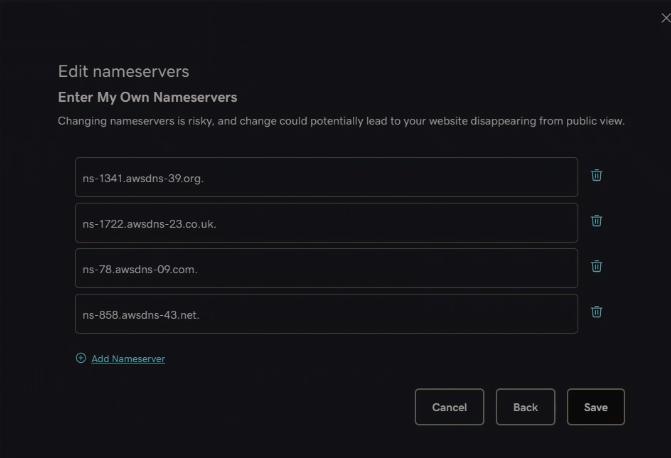 Edit nameservers
Enter My Own Nameservers
Changing nameservers is risky, and change could potentially lead to your website disappearing from public view.
ns-1341.awsdns-39.org.
ns-1722.awsdns-23.co.uk.
ns-78.awsdns-09.com.
ns-858.awsdns-43.net.
Add Nameserver
Cancel Back Save